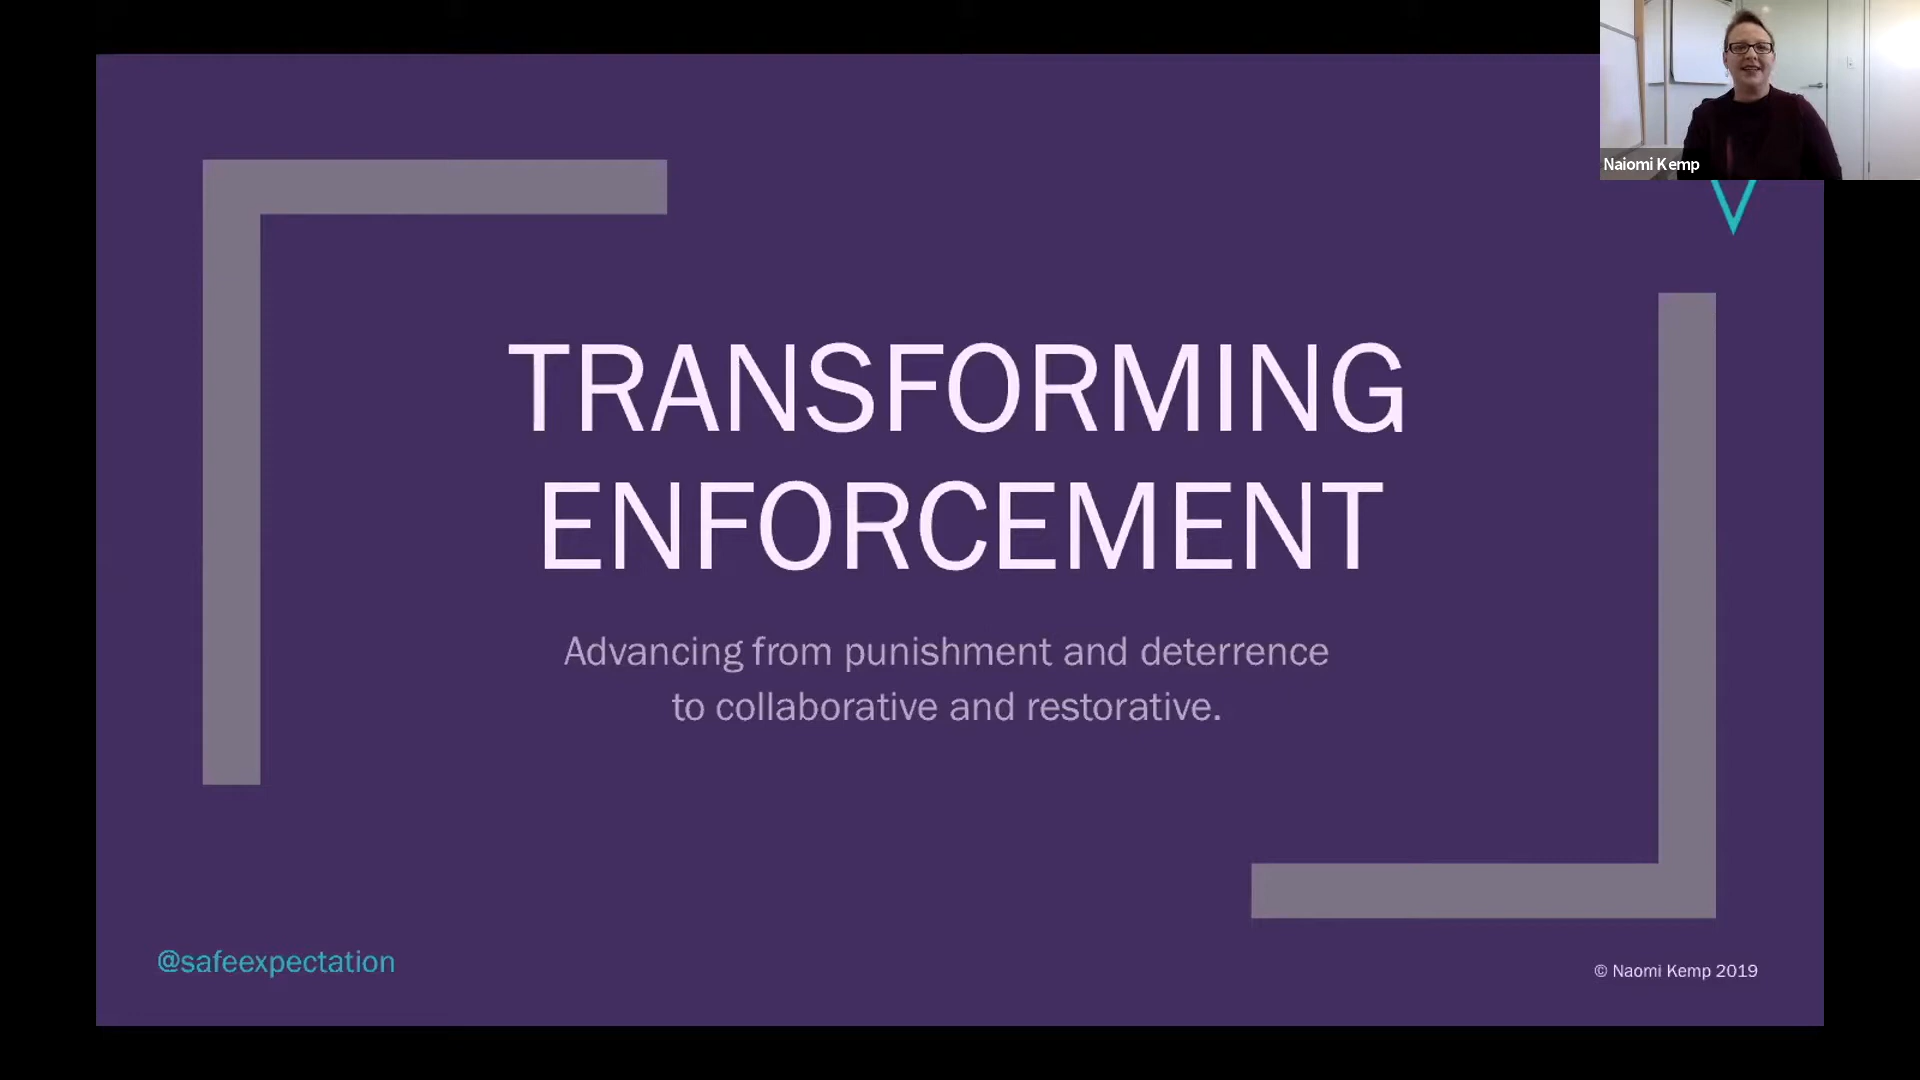 Naiomi Kemp
TRANSFORMING
ENFORCEMENT
Advancing from punishment and deterrence
to collaborative and restorative.
@safeexpectation
© Naomi Kemp 2019